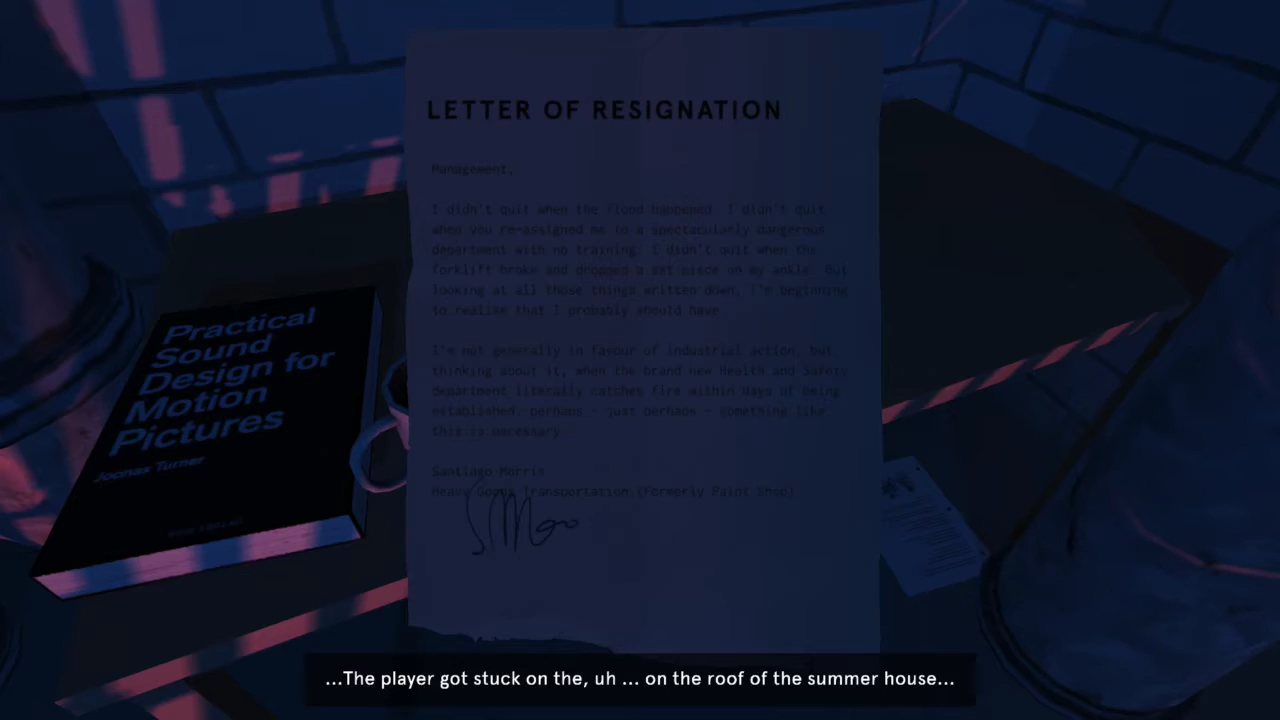 LETTER OF RESIGNATION
Management,
I didn't quit when the flood happened. I didn't quit
when you re-assigned me to a spectacularly dangerous
department with no training. I didn't quit when the
forklift broke and dropped a set piece on my ankle. But
looking at all those things written down, I'm beginning
to realise that I probably should have.
I'm not generally in favour of industrial action, but,
thinking about it, when the brand new Health and Safety
department literally catches fire within days of being
established, perhaps - just perhaps - something like
this is necessary.
Santiago Morris
Heavy Goods Transportation (Formerly Paint Shop)
Practical
Sound
Design for
Motion
Pictures
Joonas Turner
...The player got stuck on the, uh ... on the roof of the summer house...